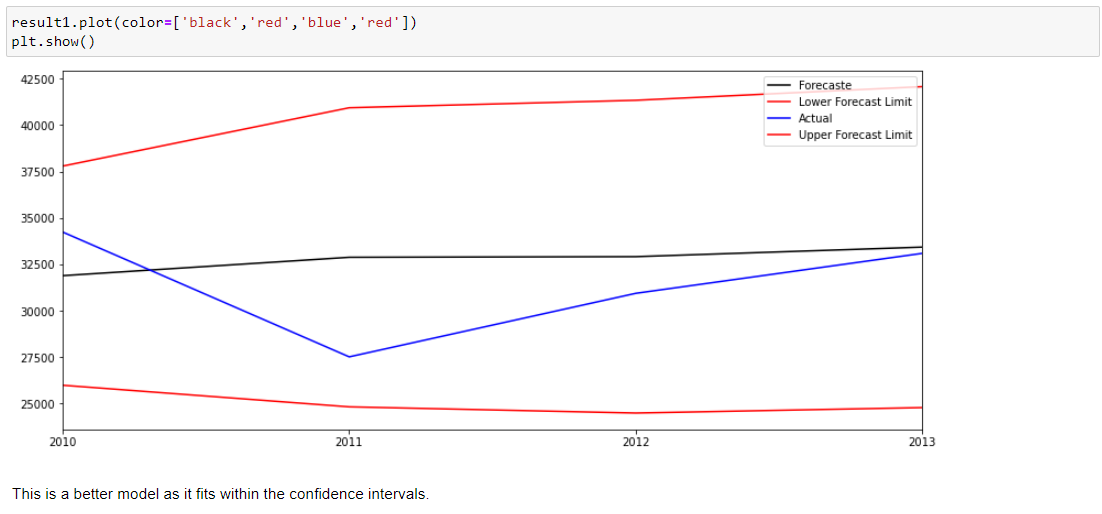 result1.plot(color=['black','red','blue','red'])
plt.show()
42500
40000
37500
35000
32500
30000
27500
25000
2010 2011 2012 2013
Forecaste
Lower Forecast Limit
Actual
Upper Forecast Limit
This is a better model as it fits within the confidence intervals.